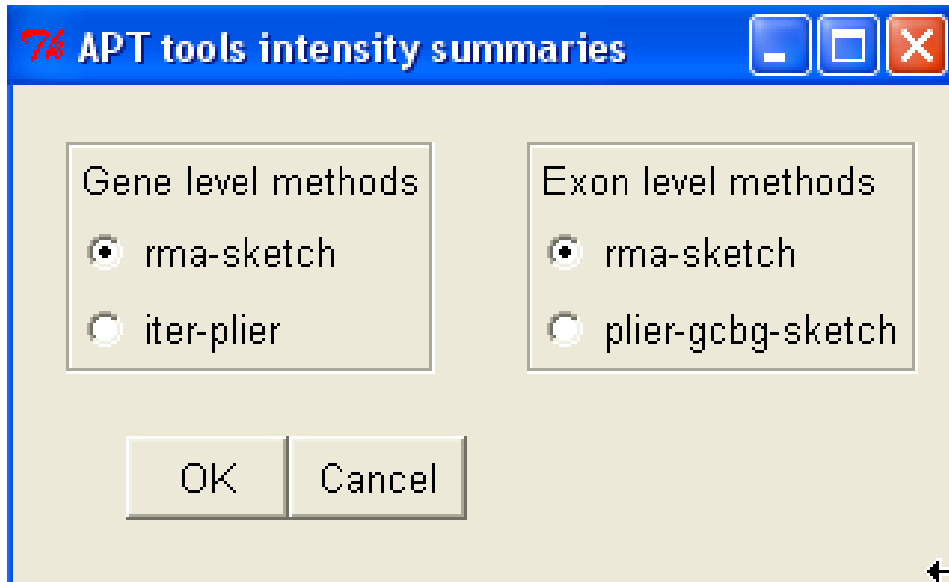 APT tools intensity summaries
Gene level methods
rma-sketch
iter-plier
Exon level methods
rma-sketch
plier-gcbg-sketch
OK
Cancel